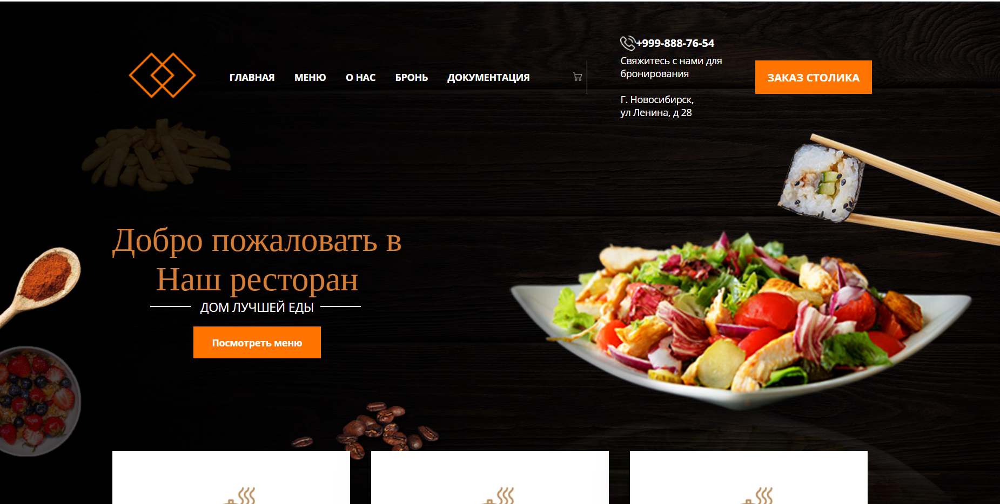 ГЛАВНАЯ МЕНЮ О НАС БРОНЬ ДОКУМЕНТАЦИЯ
+999-888-76-54
Свяжитесь с нами для
бронирования
Г. Новосибирск,
ул Ленина, д 28
ЗАКАЗ СТОЛИКА
Добро пожаловать в
Наш ресторан
ДОМ ЛУЧШЕЙ ЕДЫ
Посмотреть меню